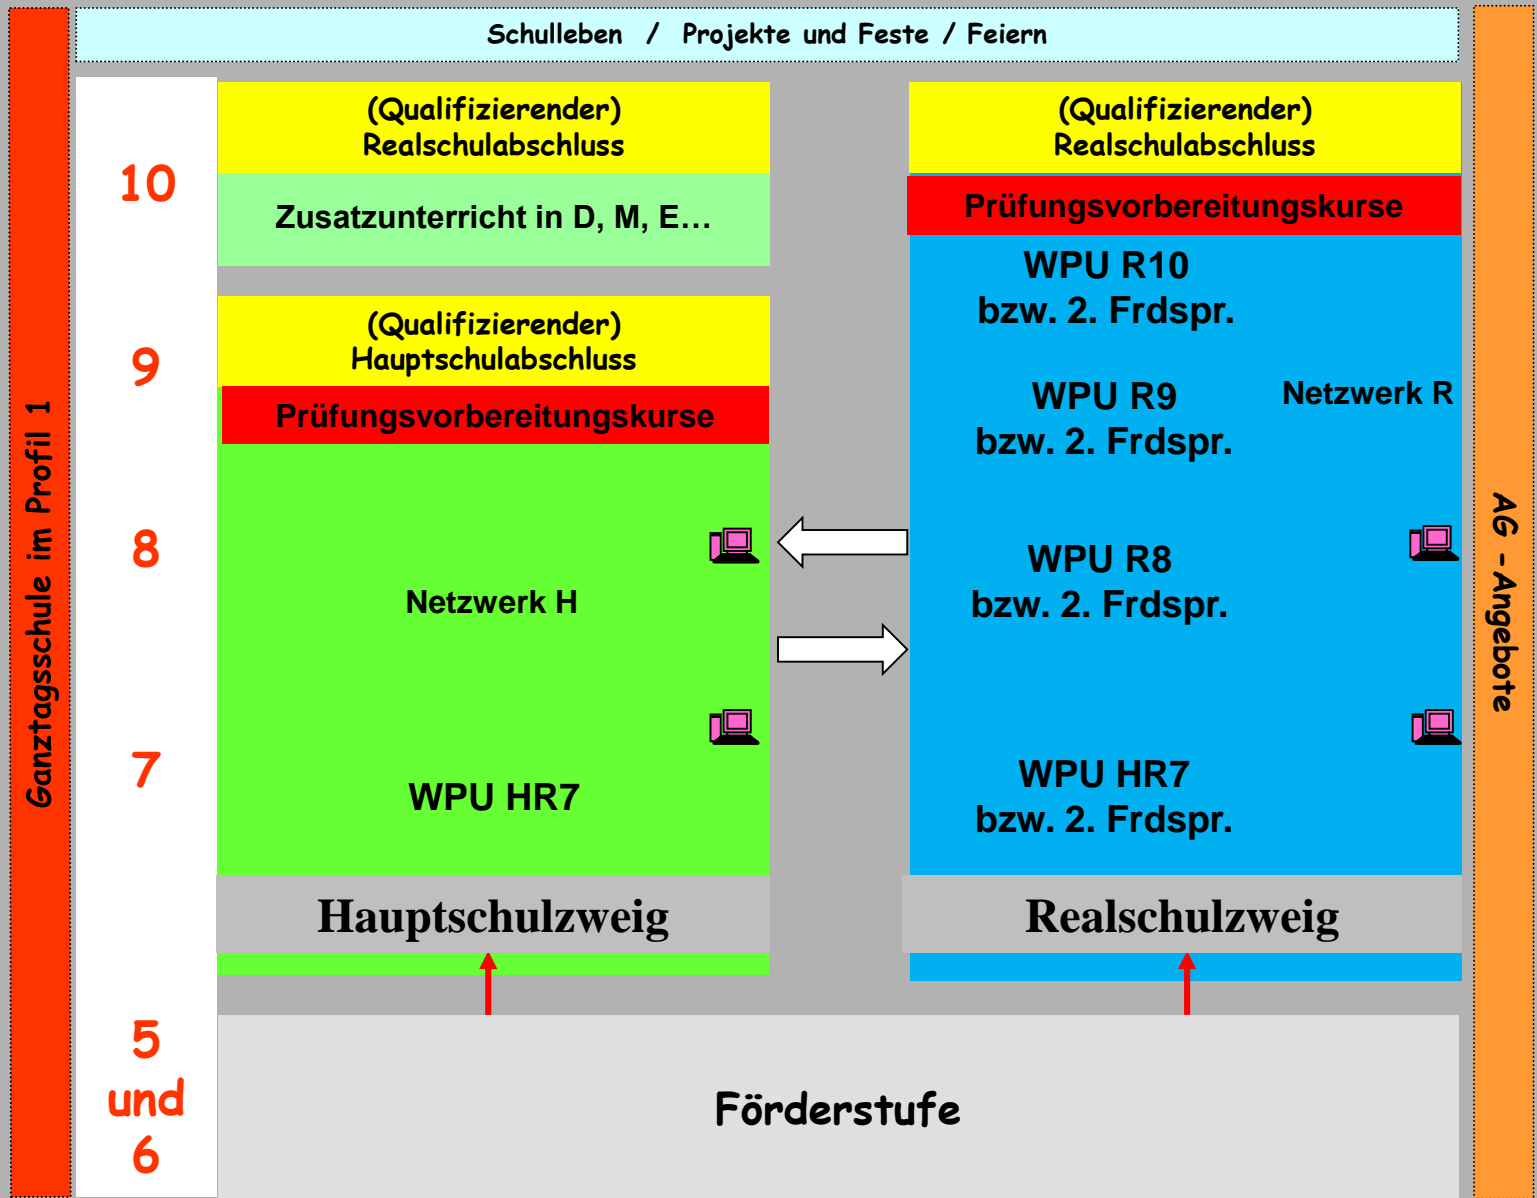 Schulleben / Projekte und Feste / Feiern
Ganztagsschule im Profil 1
10
9
8
7
5
und
6
(Qualifizierender)
Realschulabschluss
Zusatzunterricht in D, M, E...
(Qualifizierender)
Hauptschulabschluss
Prüfungsvorbereitungskurse
Netzwerk H
WPU HR7
Hauptschulzweig
(Qualifizierender)
Realschulabschluss
Prüfungsvorbereitungskurse
WPU R10
bzw. 2. Frdspr.
WPU R9
bzw. 2. Frdspr.
Netzwerk R
WPU R8
bzw. 2. Frdspr.
WPU HR7
bzw. 2. Frdspr.
Realschulzweig
Förderstufe
AG - Angebote